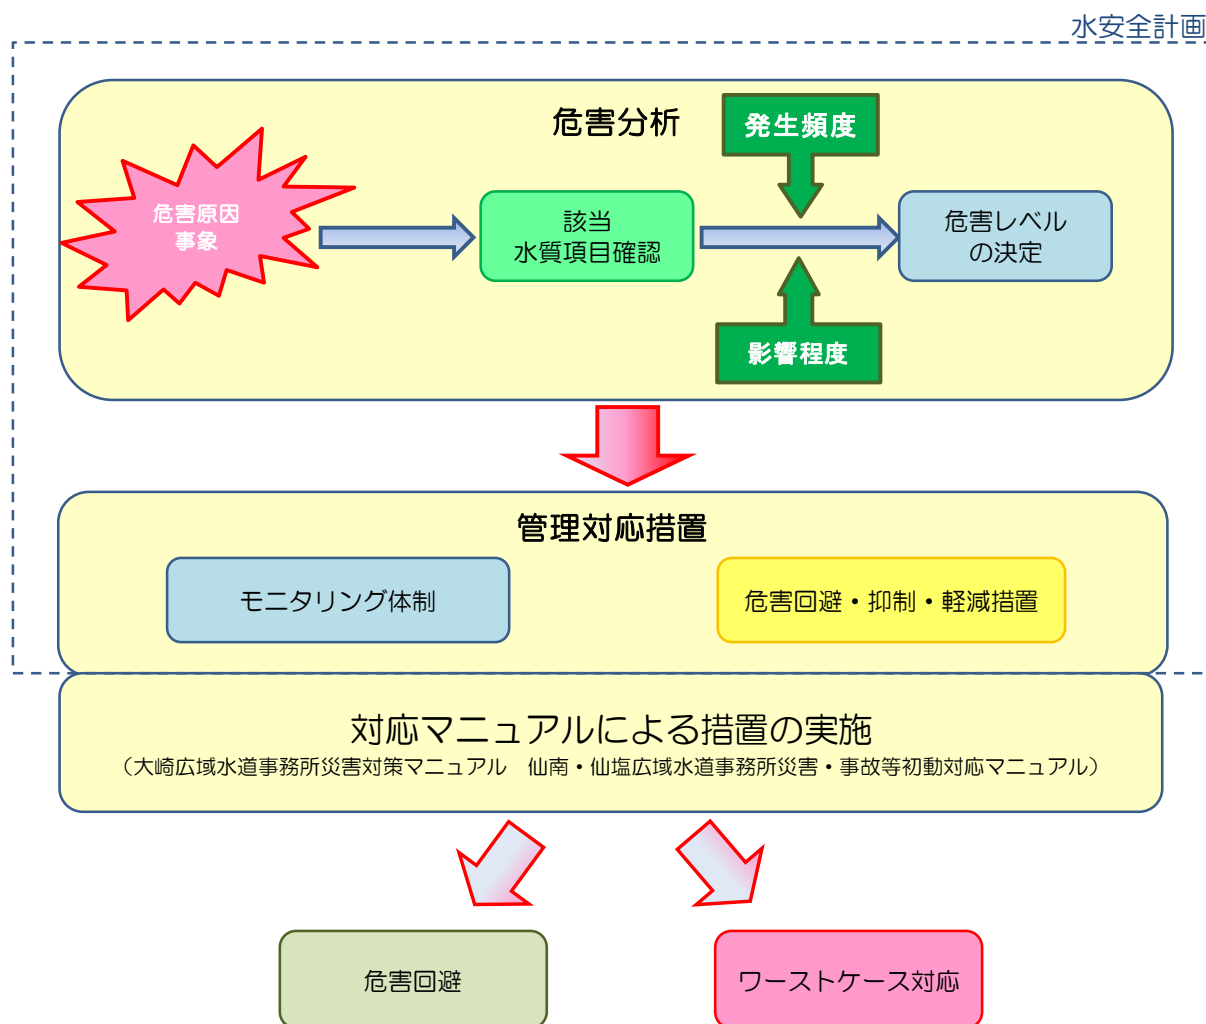 水安全計画
危害分析
発生頻度
危害原因
事象
該当
水質項目確認
危害レベル
の決定
影響程度
管理対応措置
モニタリング体制
危害回避・抑制・軽減措置
対応マニュアルによる措置の実施
（大崎広域水道事務所災害対策マニュアル　仙南・仙塩広域水道事務所災害・事故等初動対応マニュアル）
危害回避
ワーストケース対応